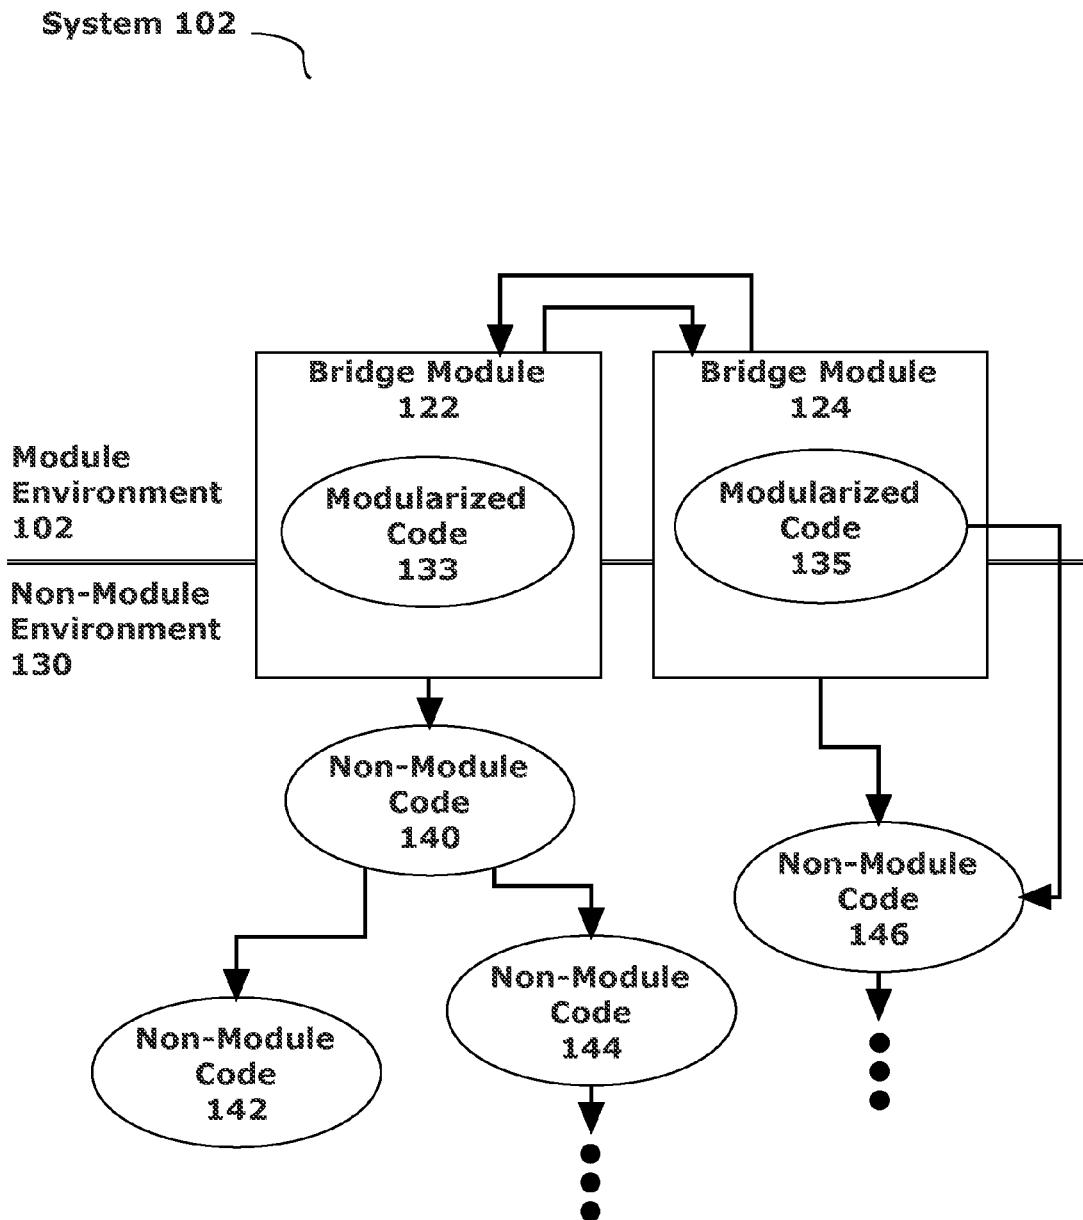 System 102
Bridge Module
122
Bridge Module
124
Module
Environment
102
Modularized
Code
133
Modularized
Code
135
Non-Module
Environment
130
Non-Module
Code
140
Non-Module
Code
146
Non-Module
Code
144
Non-Module
Code
142